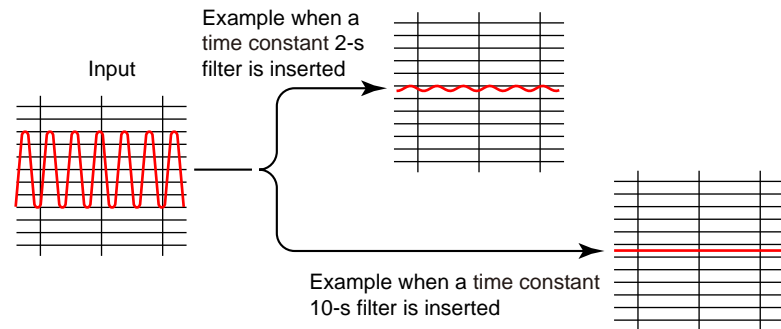 Example when a
time constant 2-s
filter is inserted
Input
Example when a time constant
10-s filter is inserted